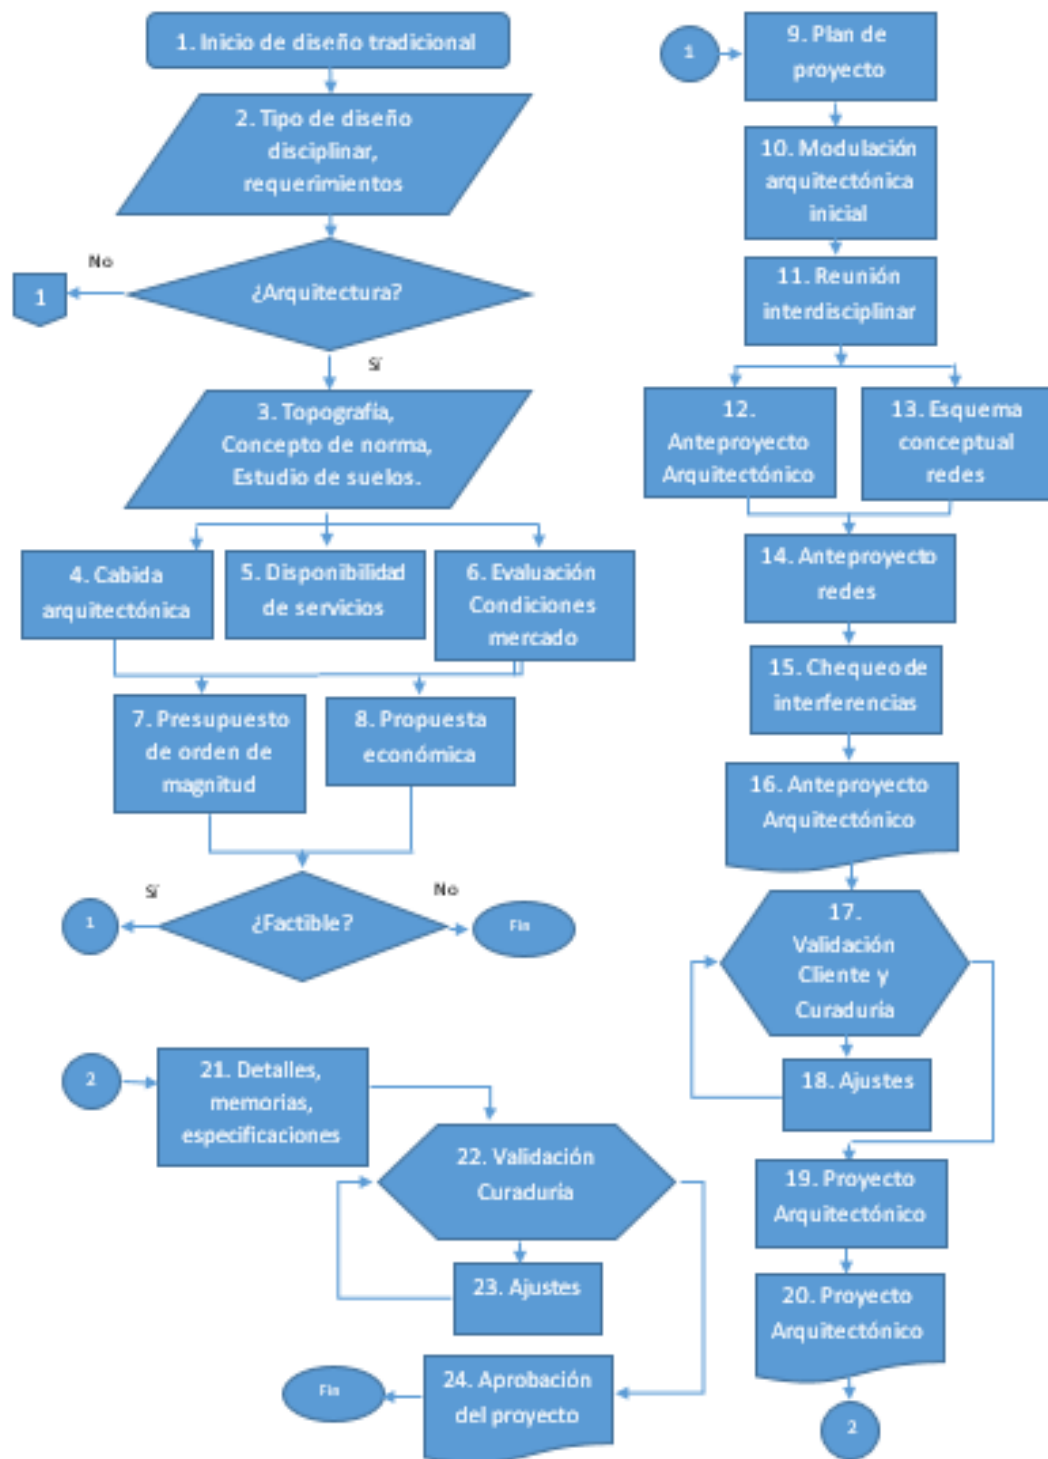 1. Inicio de diseño tradicional
2. Tipo de diseño
disciplinar,
requerimientos
No
¿Arquitectura?
1
Sí
3. Topografía,
Concepto de norma,
Estudio de suelos.
4. Cabida
arquitectónica
5. Disponibilidad
de servicios
6. Evaluación
Condiciones
mercado
7. Presupuesto
de orden de
magnitud
8. Propuesta
económica
Sí
No
1
¿Factible?
Fin
1
9. Plan de
proyecto
10. Modulación
arquitectónica
inicial
11. Reunión
interdisciplinar
12.
Anteproyecto
Arquitectónico
13. Esquema
conceptual
redes
14. Anteproyecto
redes
15. Chequeo de
interferencias
16. Anteproyecto
Arquitectónico
17.
Validación
Cliente y
Curaduria
18. Ajustes
19. Proyecto
Arquitectónico
20. Proyecto
Arquitectónico
2
2
21. Detalles,
memorias,
especificaciones
22. Validación
Curaduria
23. Ajustes
24. Aprobación
del proyecto
Fin